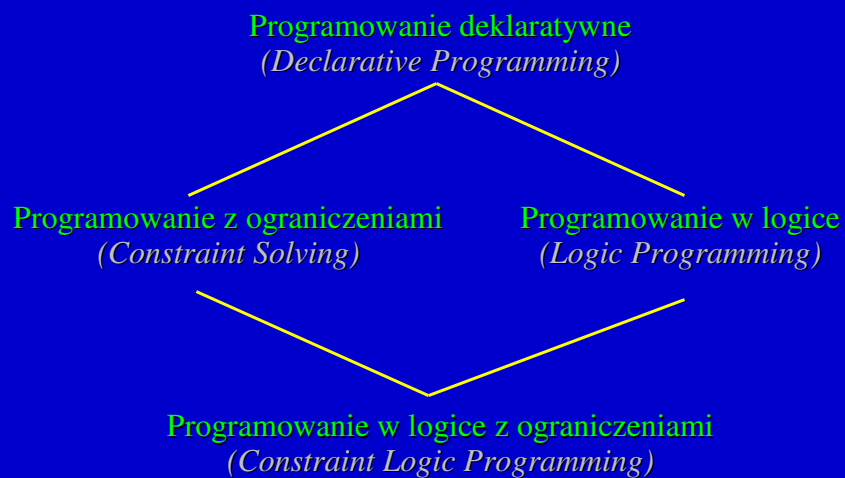 Programowanie deklaratywne
(Declarative Programming)
Programowanie z ograniczeniami
(Constraint Solving)
Programowanie w logice
(Logic Programming)
Programowanie w logice z ograniczeniami
(Constraint Logic Programming)